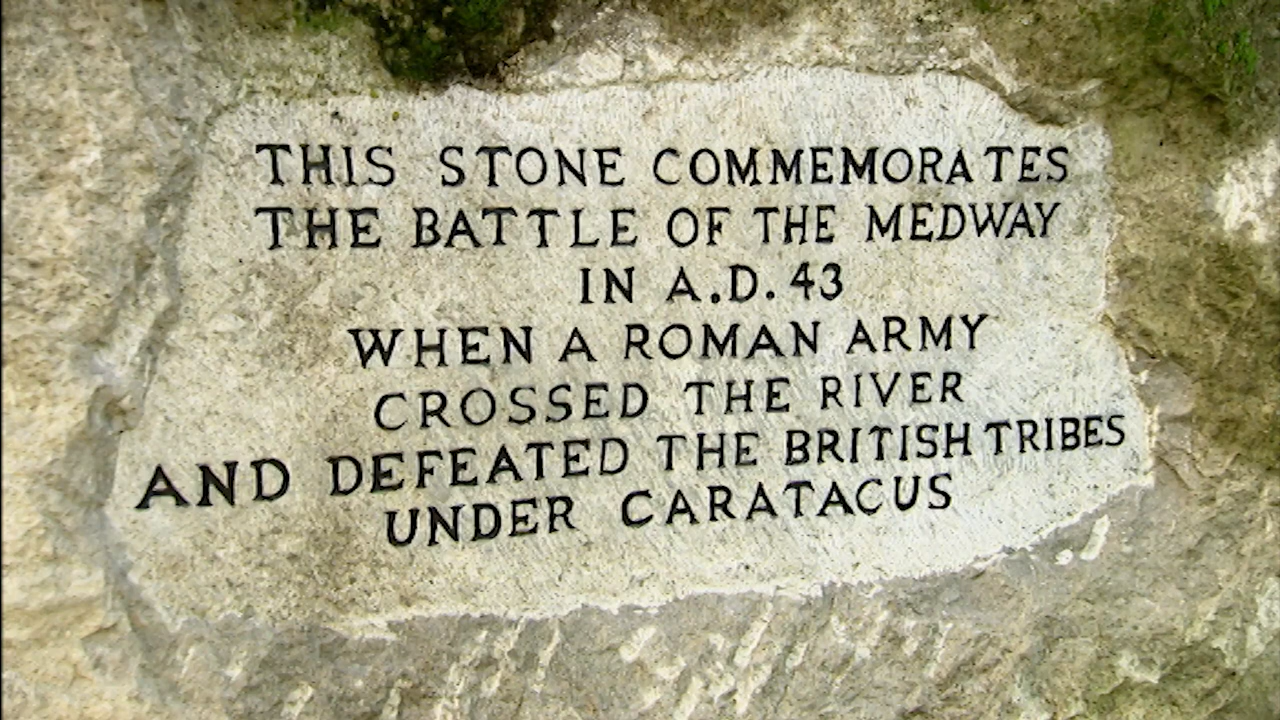 THIS STONE COMMEMORATES
THE BATTLE OF THE MEDWAY
IN A.D. 43
WHEN A ROMAN ARMY
CROSSED THE RIVER
AND DEFEATED THE BRITISH TRIBES
UNDER CARATACUS